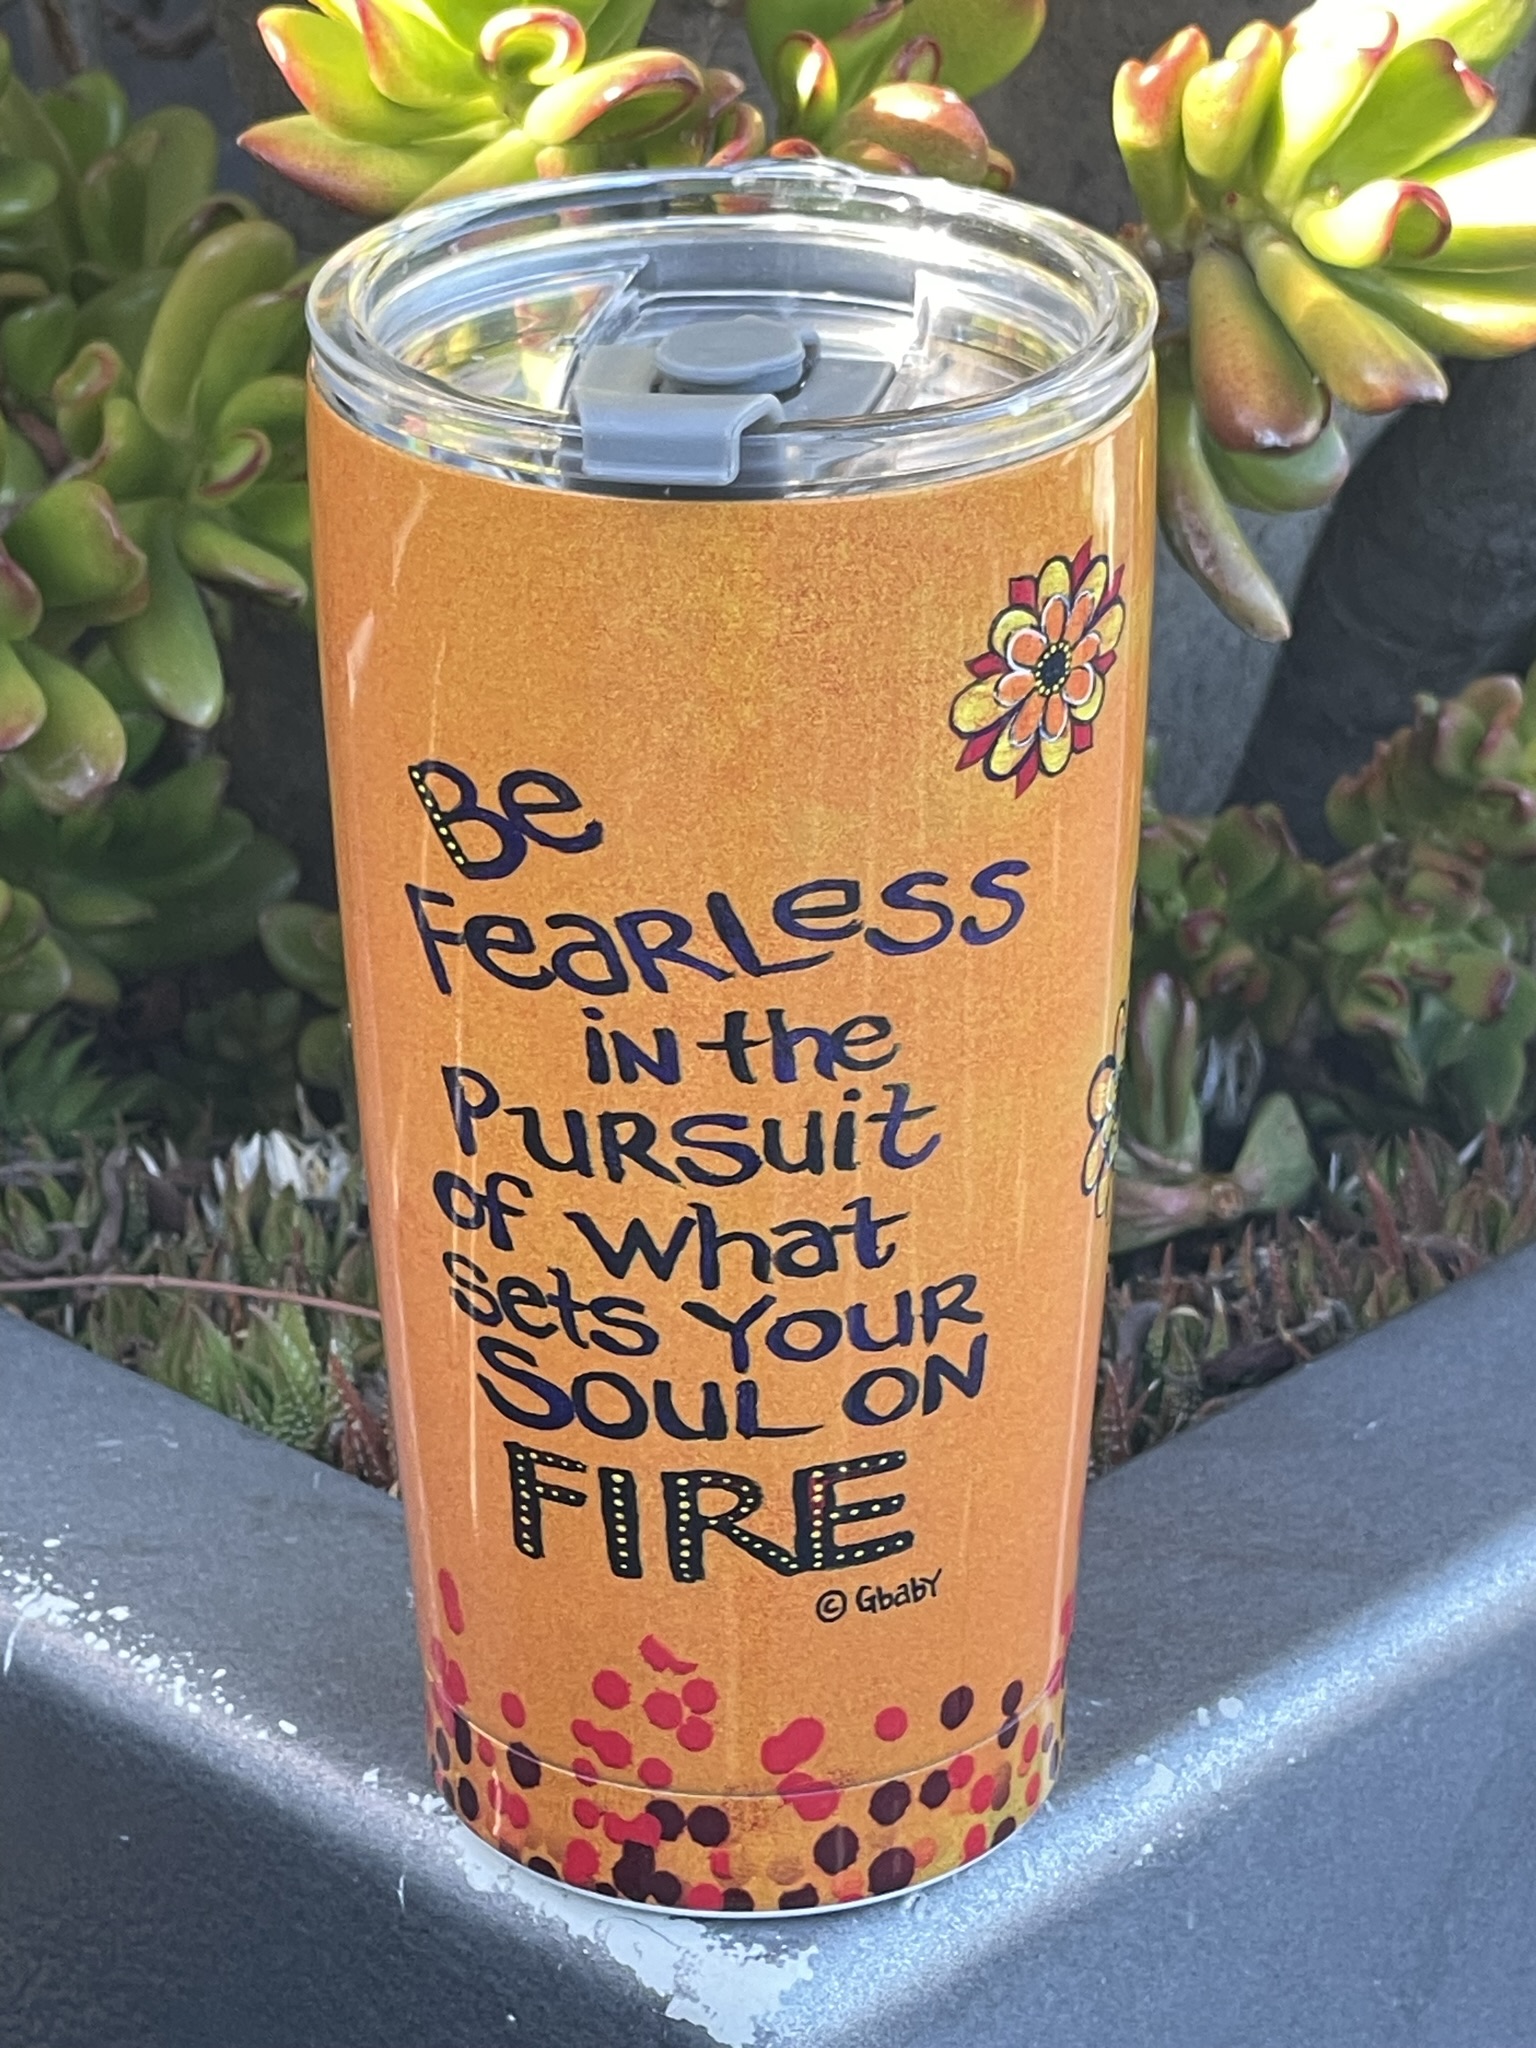 Be
FeaRLess
iN the
PuRSuit
of what
sets YOUR
SOUL ON
FIRE
© GbabY